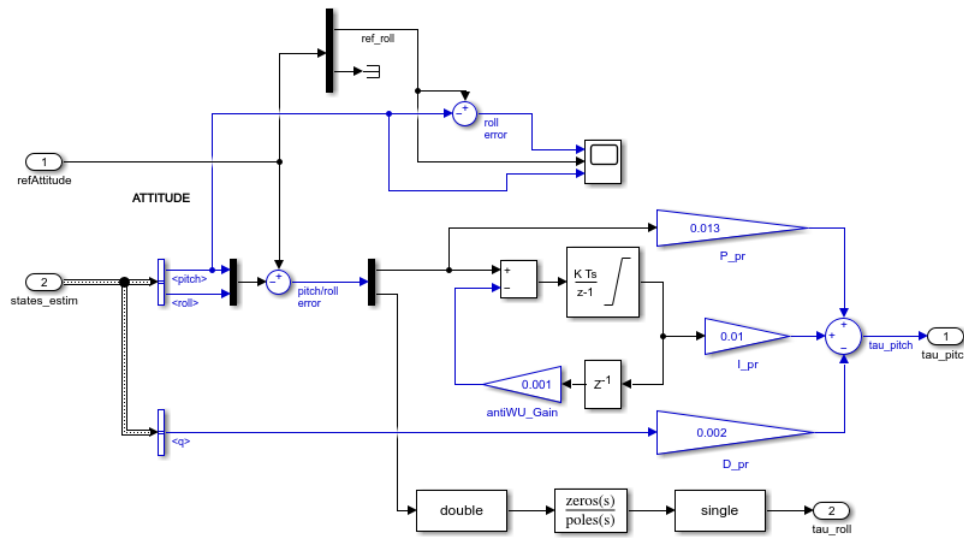 ref_roll
+
−
roll
error
1
refAttitude
ATTITUDE
2
states_estim
<pitch>
<roll>
+
−
pitch/roll
error
0.013
P_pr
+
−
K Ts
z-1
0.01
I_pr
+
+
−
tau_pitch
1
tau_pitc
0.001
antiWU_Gain
z-1
<q>
0.002
D_pr
double
zeros(s)
poles(s)
single
2
tau_roll